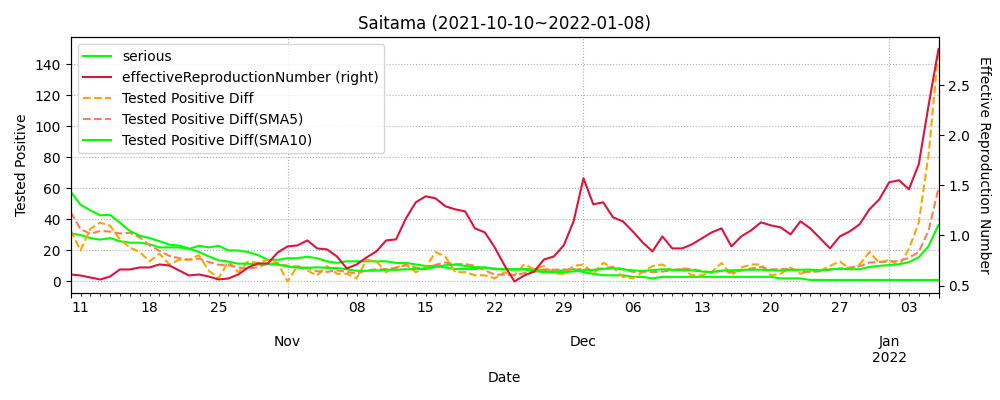 Saitama (2021-10-10~2022-01-08)
serious
effectiveReproductionNumber (right)
Tested Positive Diff
Tested Positive Diff(SMA5)
Tested Positive Diff(SMA10)
Tested Positive
140
120
100
80
60
40
20
0
Effective Reproduction Number
2.5
2.0
1.5
1.0
0.5
11 18 25 08 15 22 29 06 13 20 27 03
Nov Dec Jan
2022
Date